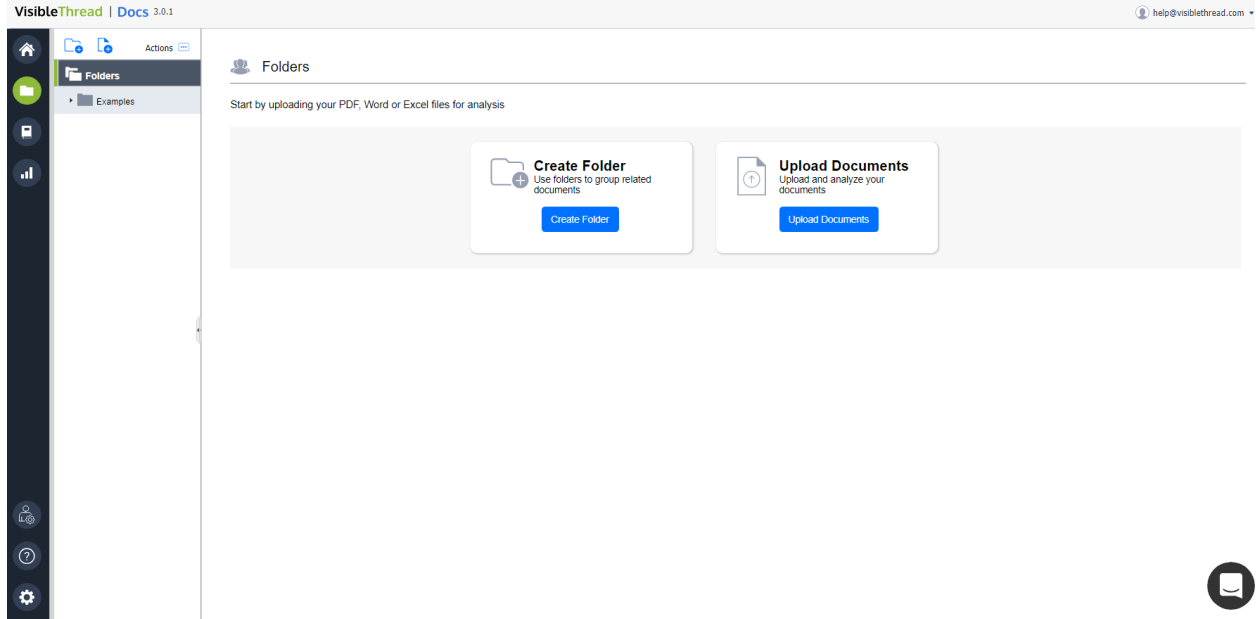 VisibleThread | Docs 3.0.1
help@visiblethread.com
Actions
Folders
Examples
Folders
Start by uploading your PDF, Word or Excel files for analysis
Create Folder
Use folders to group related
documents
Create Folder
Upload Documents
Upload and analyze your
documents
Upload Documents